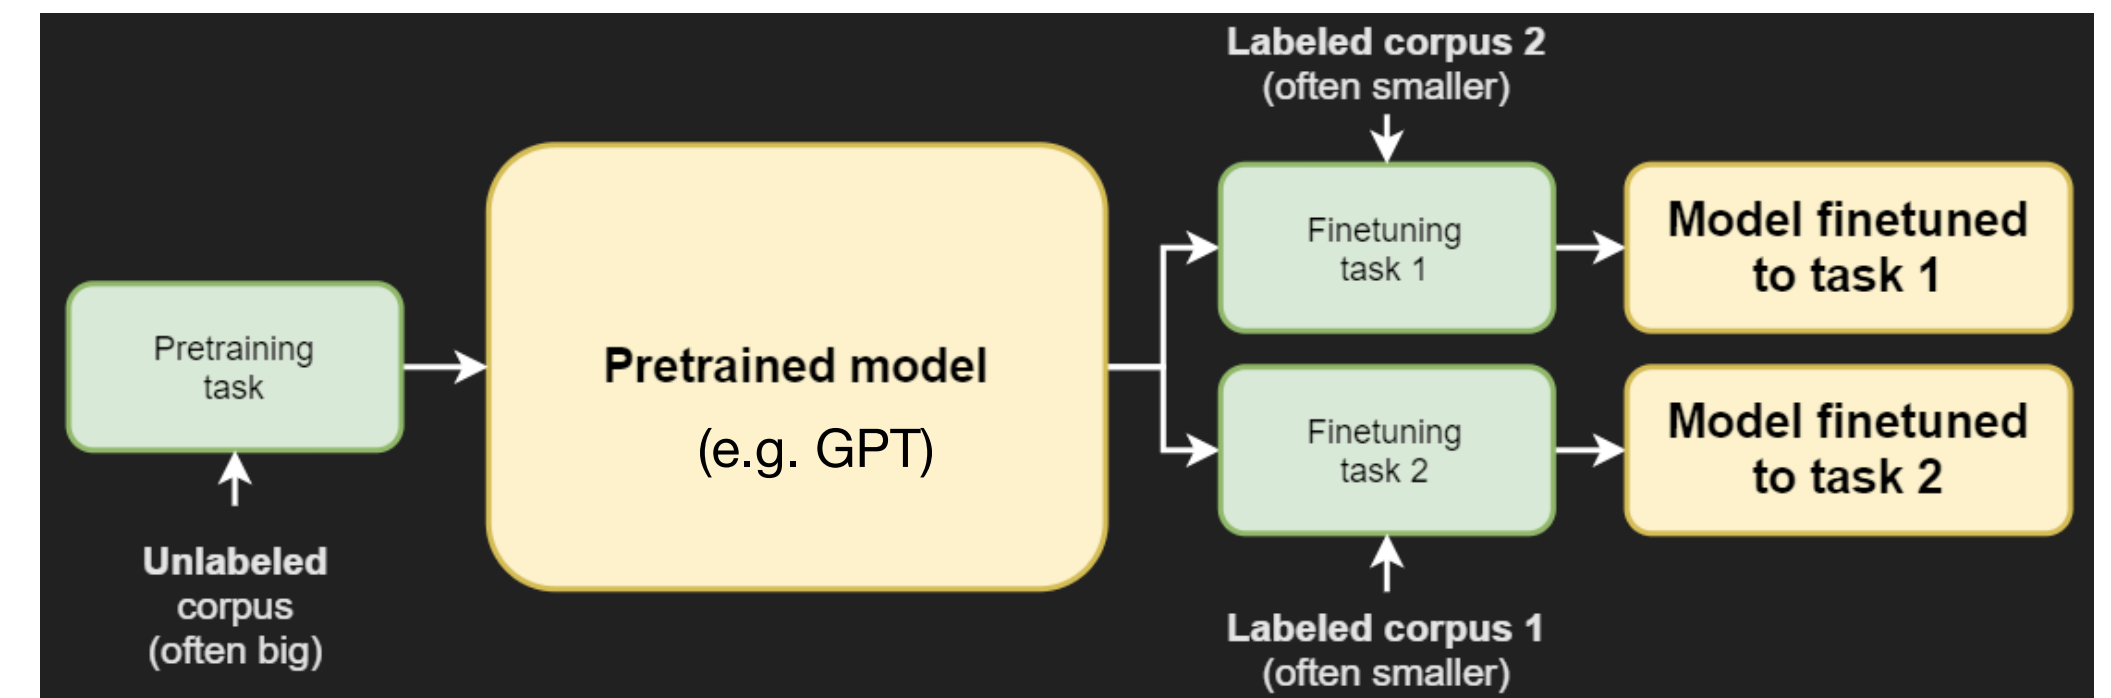 Labeled corpus 2
(often smaller)
Pretraining
task
Unlabeled
corpus
(often big)
Pretrained model
(e.g. GPT)
Finetuning
task 1
Model finetuned
to task 1
Finetuning
task 2
Model finetuned
to task 2
Labeled corpus 1
(often smaller)